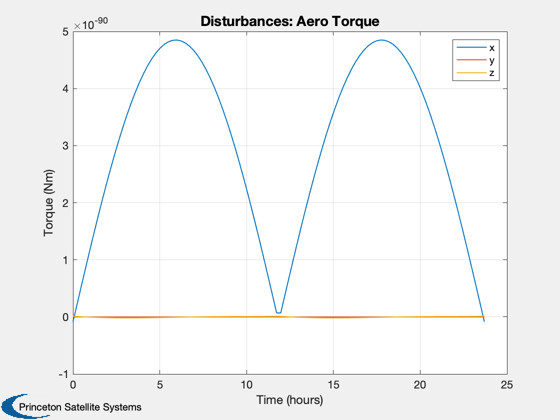 ×10-90
Disturbances: Aero Torque
x
y
z
5
4
3
2
1
0
-1
Torque (Nm)
0
5
10
15
20
25
Time (hours)
Princeton Satellite Systems